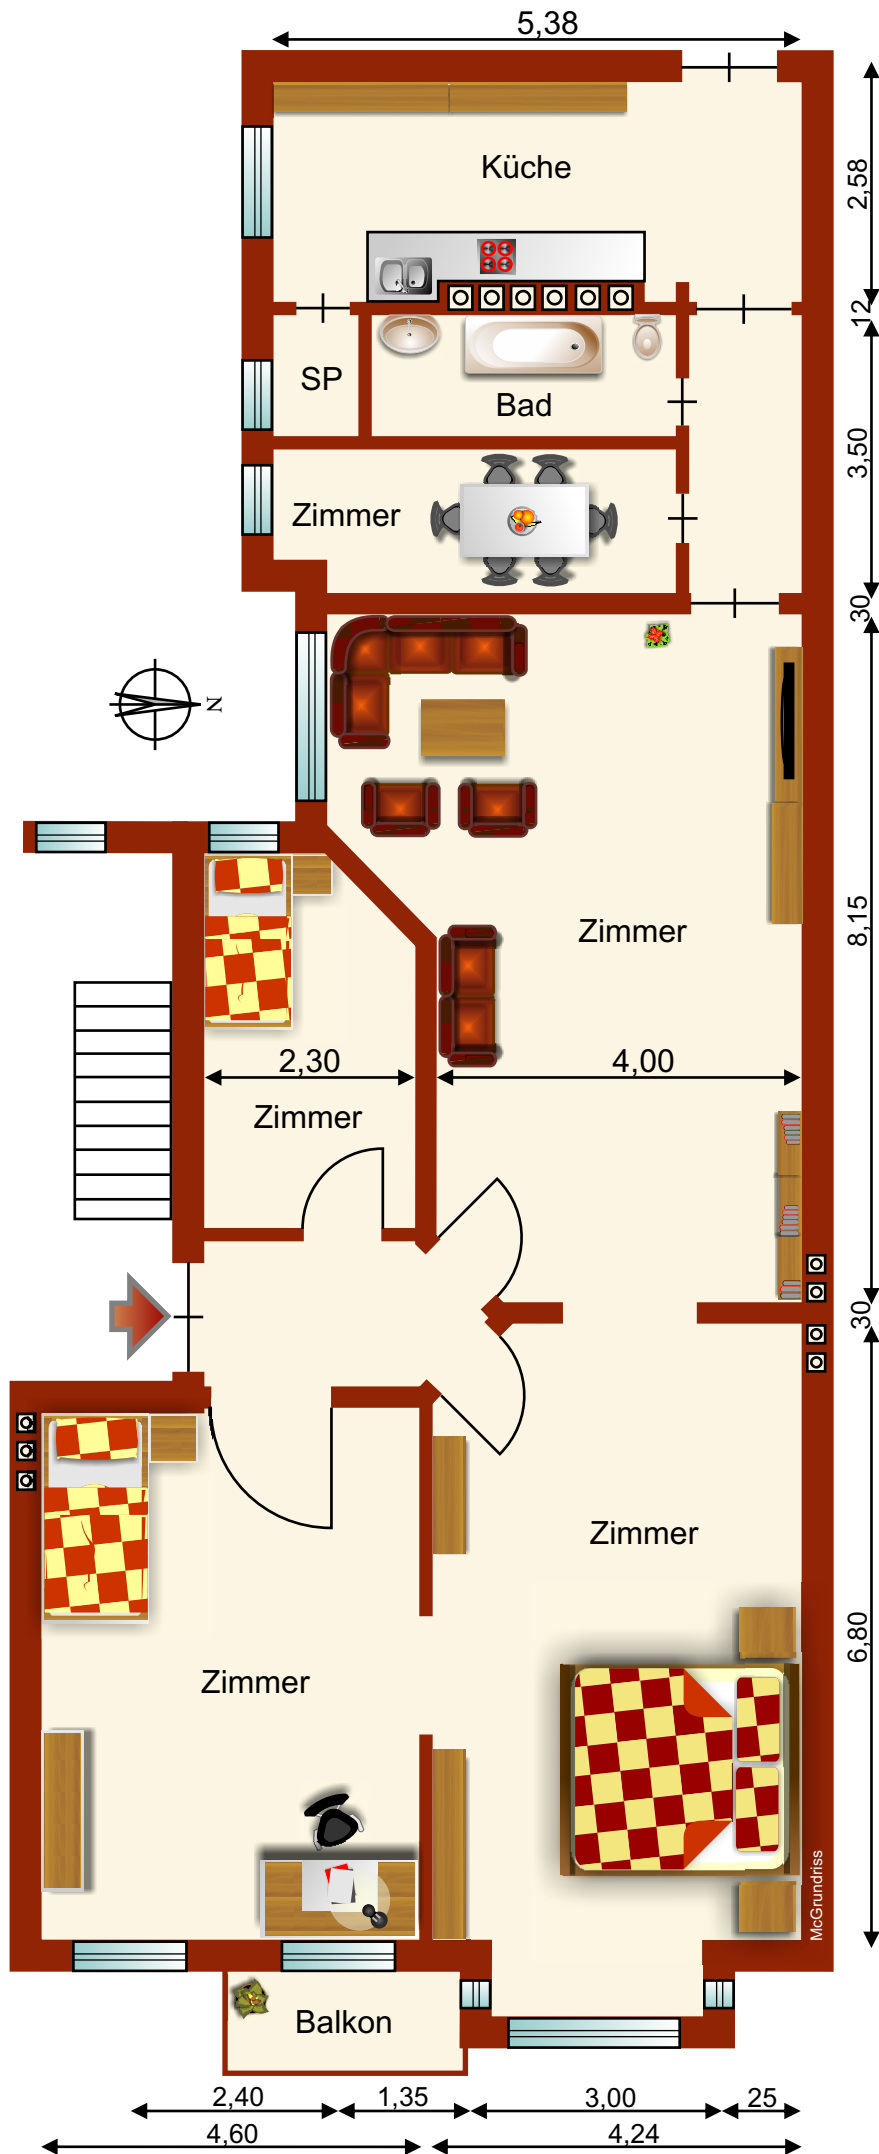 5,38
Küche
2,58
12
SP
Bad
3,50
Zimmer
30
N
Zimmer
8,15
2,30
4,00
Zimmer
30
Zimmer
6,80
Zimmer
McGrundriss
Balkon
2,40
1,35
3,00
25
4,60
4,24